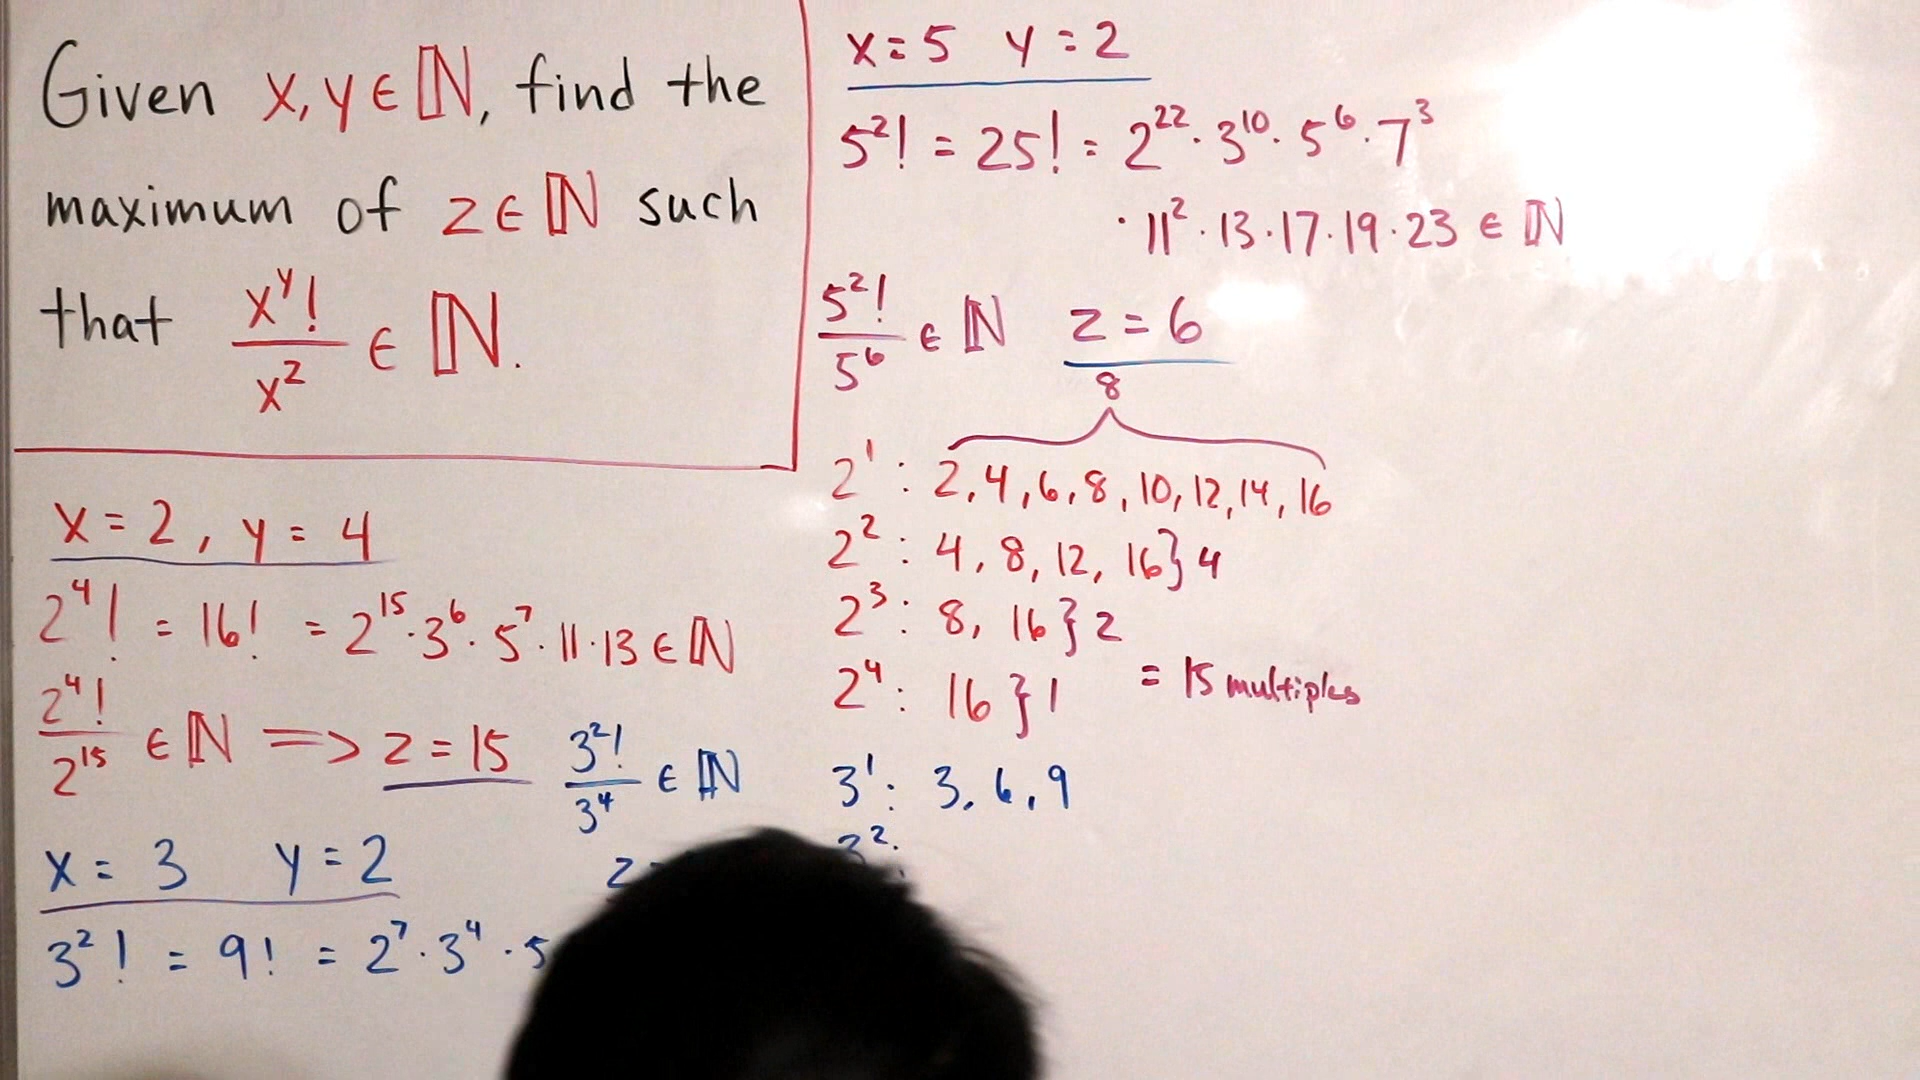 Given x, y ∈ ℕ, find the
maximum of z ∈ ℕ such
that x^y! / x^z ∈ ℕ.
x = 2, y = 4
2^4! = 16! = 2^15 · 3^6 · 5^7 · 11 · 13 ∈ ℕ
2^4! / 2^15 ∈ ℕ => z = 15
x = 3 y = 2
3^2! = 9! = 2^7 · 3^4 · 5
3^2! / 3^4 ∈ ℕ
z =
x = 5 y = 2
5^2! = 25! = 2^22 · 3^10 · 5^6 · 7^3
· 11^2 · 13 · 17 · 19 · 23 ∈ ℕ
5^2! / 5^6 ∈ ℕ z = 6
8
2^1 : 2, 4, 6, 8, 10, 12, 14, 16
2^2 : 4, 8, 12, 16 } 4
2^3 : 8, 16 } 2
2^4 : 16 } 1 = 15 multiples
3^1 : 3, 6, 9
3^2 :